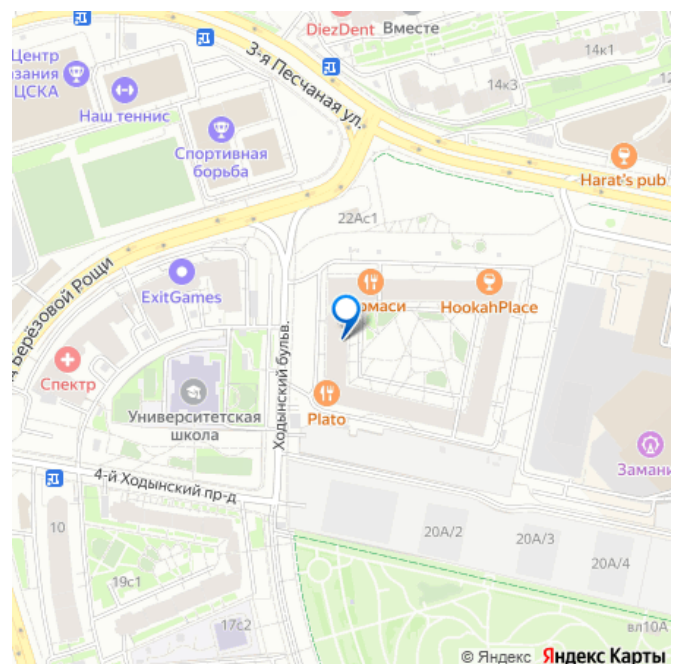 DiezDent
Вместе
Центр
ЦСКА
Наш теннис
3-я Песчаная ул.
14к1
14к3
Спортивная
борьба
Harat's pub
22Ас1
ExitGames
HookahPlace
Берёзовой Рощи
Спектр
Ходынский бульв.
Университетская
школа
Plato
4-й Ходынский пр-д
10
20А/2
20А/3
20А/4
19с1
17с2
вл10А
© Яндекс Яндекс Карты